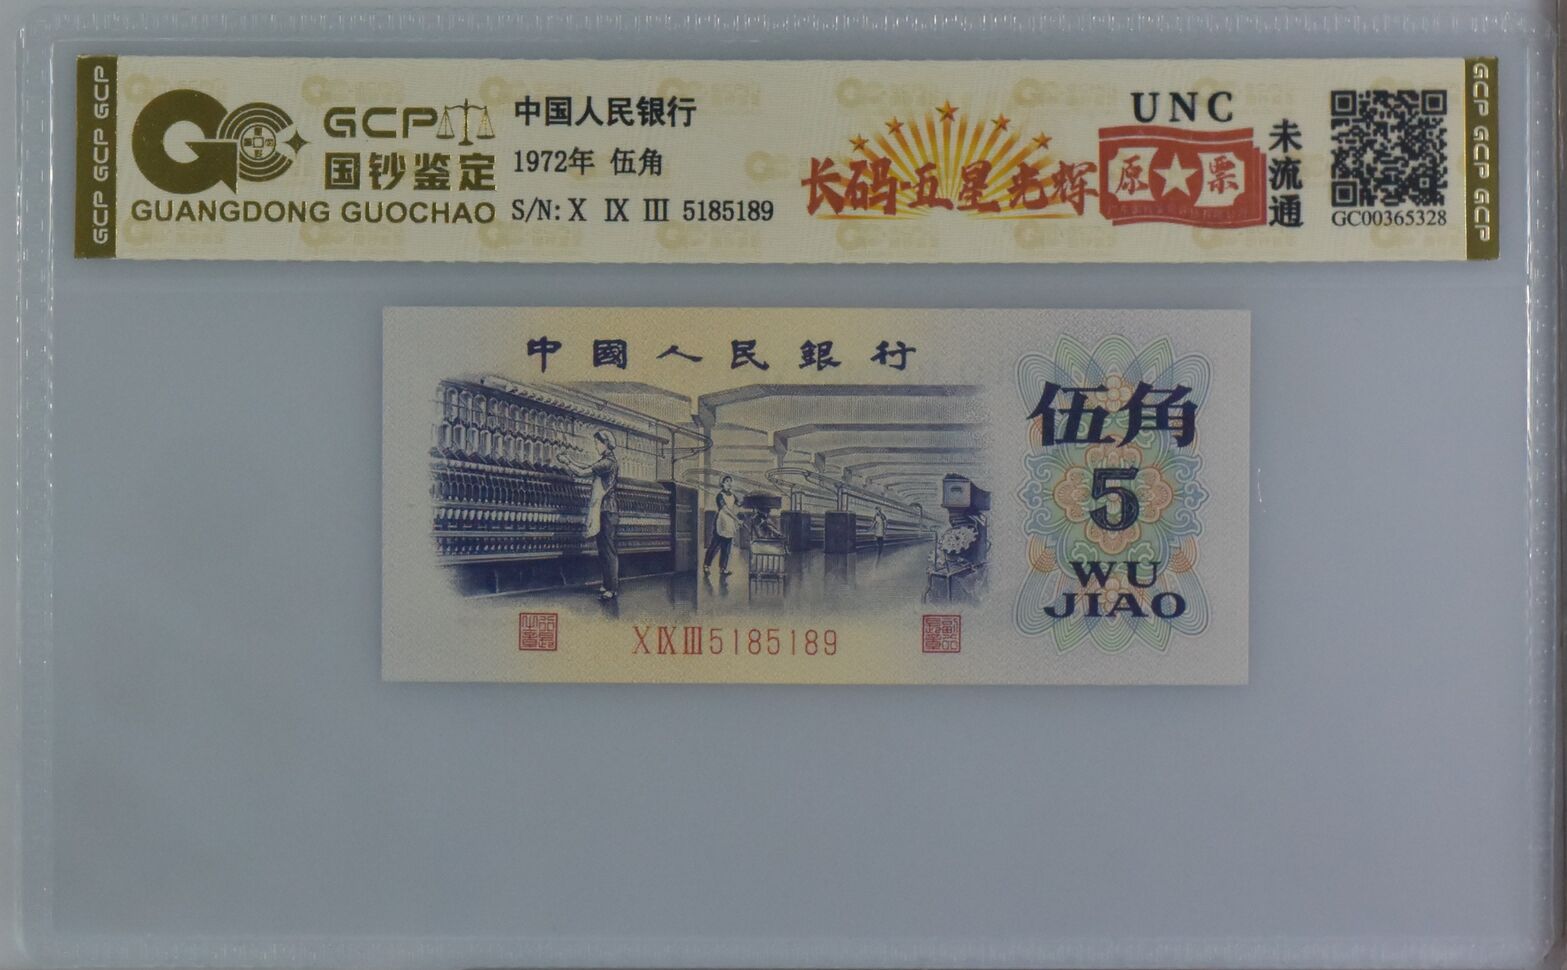 GCP GCP GCP
GCP
国钞鉴定
GUANGDONG GUOCHAO
中国人民银行
1972年 伍角
S/N: X IX III 5185189
长码·五星光辉
UNC
原票
未流通
GC00365328
GCP GCP GCP
中國人民銀行
伍角
5
WU
JIAO
X IX III 5185189